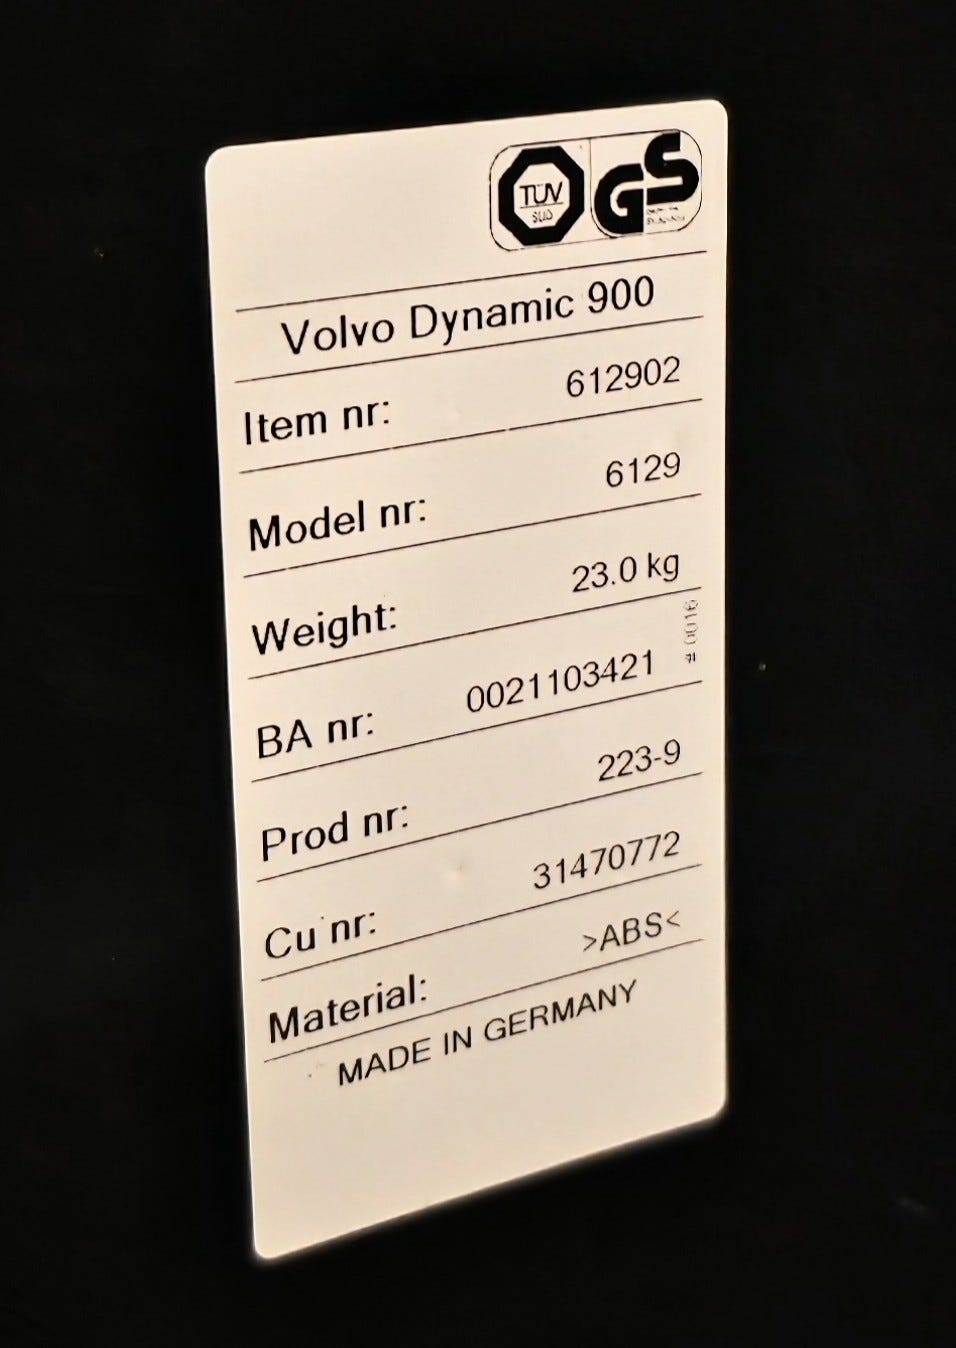 TÜV
SÜD
GS
Volvo Dynamic 900
Item nr: 612902
Model nr: 6129
Weight: 23.0 kg
BA nr: 0021103421
# 0016
Prod nr: 223-9
Cu nr: 31470772
Material: >ABS<
MADE IN GERMANY